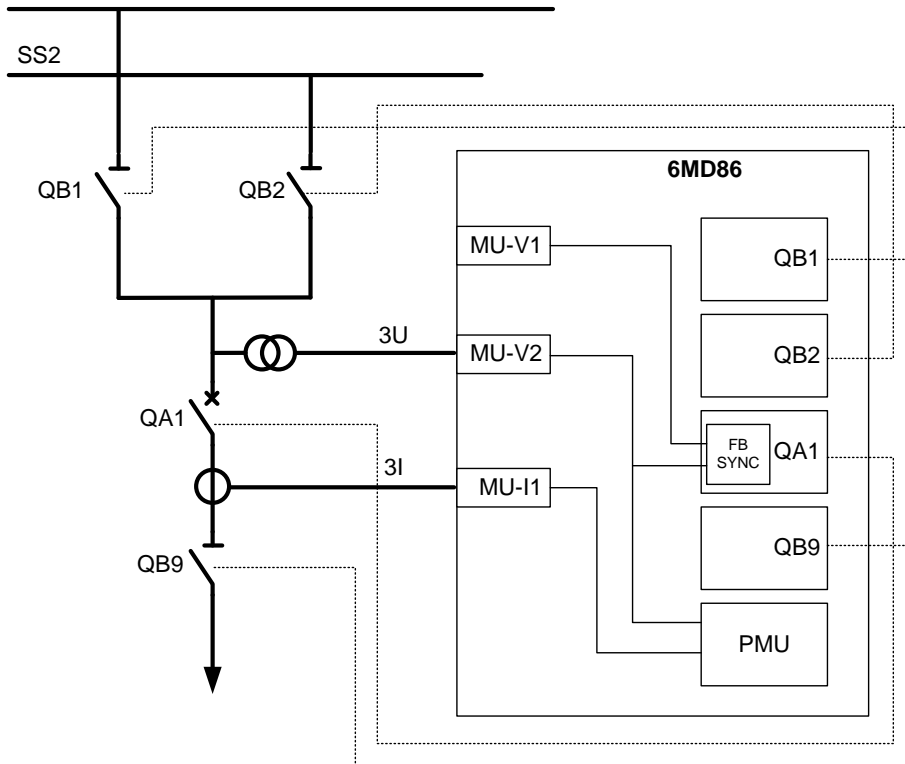 SS2
6MD86
QB1
QB2
MU-V1
QB1
3U
MU-V2
QB2
QA1
FB
SYNC
QA1
3I
MU-I1
QB9
QB9
PMU